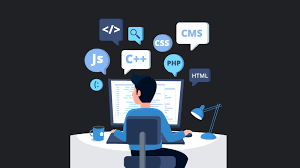 </>
CSS
CMS
Js
C++
PHP
HTML
{;}